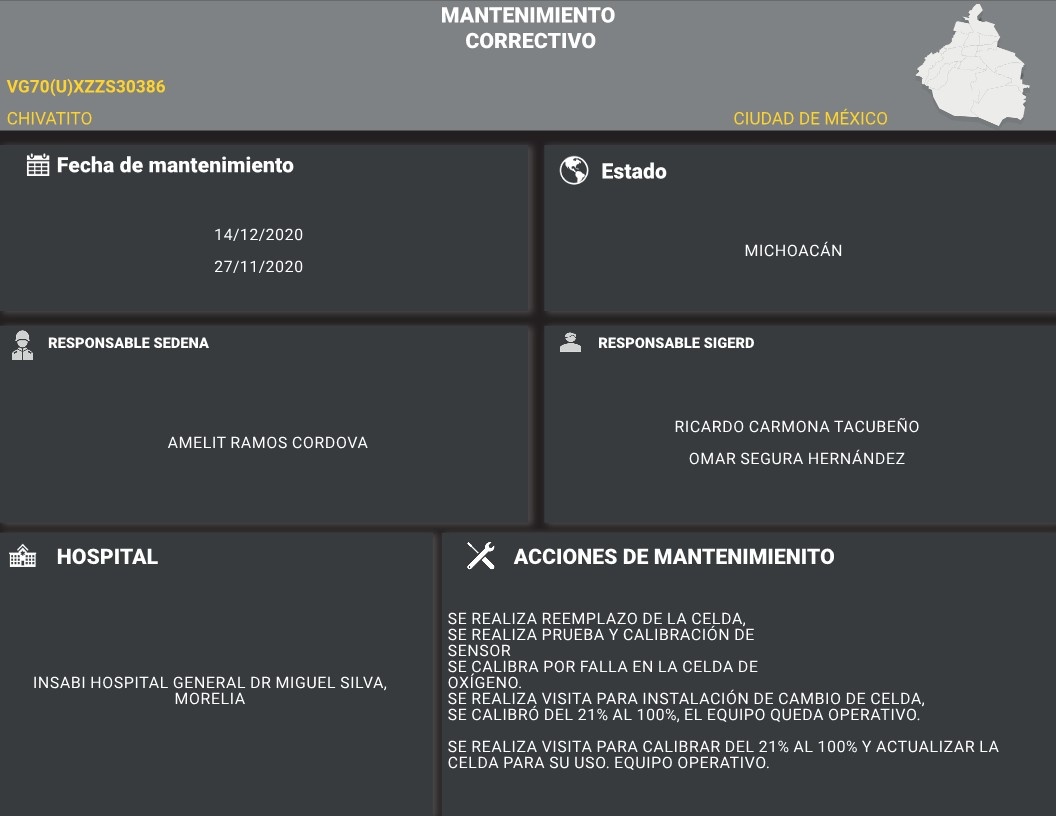 MANTENIMIENTO
CORRECTIVO
VG70(U)XZZS30386
CHIVATITO
CIUDAD DE MÉXICO
Fecha de mantenimiento
14/12/2020
27/11/2020
Estado
MICHOACÁN
RESPONSABLE SEDENA
AMELIT RAMOS CORDOVA
RESPONSABLE SIGERD
RICARDO CARMONA TACUBEÑO
OMAR SEGURA HERNÁNDEZ
HOSPITAL
INSABI HOSPITAL GENERAL DR MIGUEL SILVA,
MORELIA
ACCIONES DE MANTENIMIENITO
SE REALIZA REEMPLAZO DE LA CELDA,
SE REALIZA PRUEBA Y CALIBRACIÓN DE
SENSOR
SE CALIBRA POR FALLA EN LA CELDA DE
OXÍGENO.
SE REALIZA VISITA PARA INSTALACIÓN DE CAMBIO DE CELDA,
SE CALIBRÓ DEL 21% AL 100%, EL EQUIPO QUEDA OPERATIVO.
SE REALIZA VISITA PARA CALIBRAR DEL 21% AL 100% Y ACTUALIZAR LA
CELDA PARA SU USO. EQUIPO OPERATIVO.